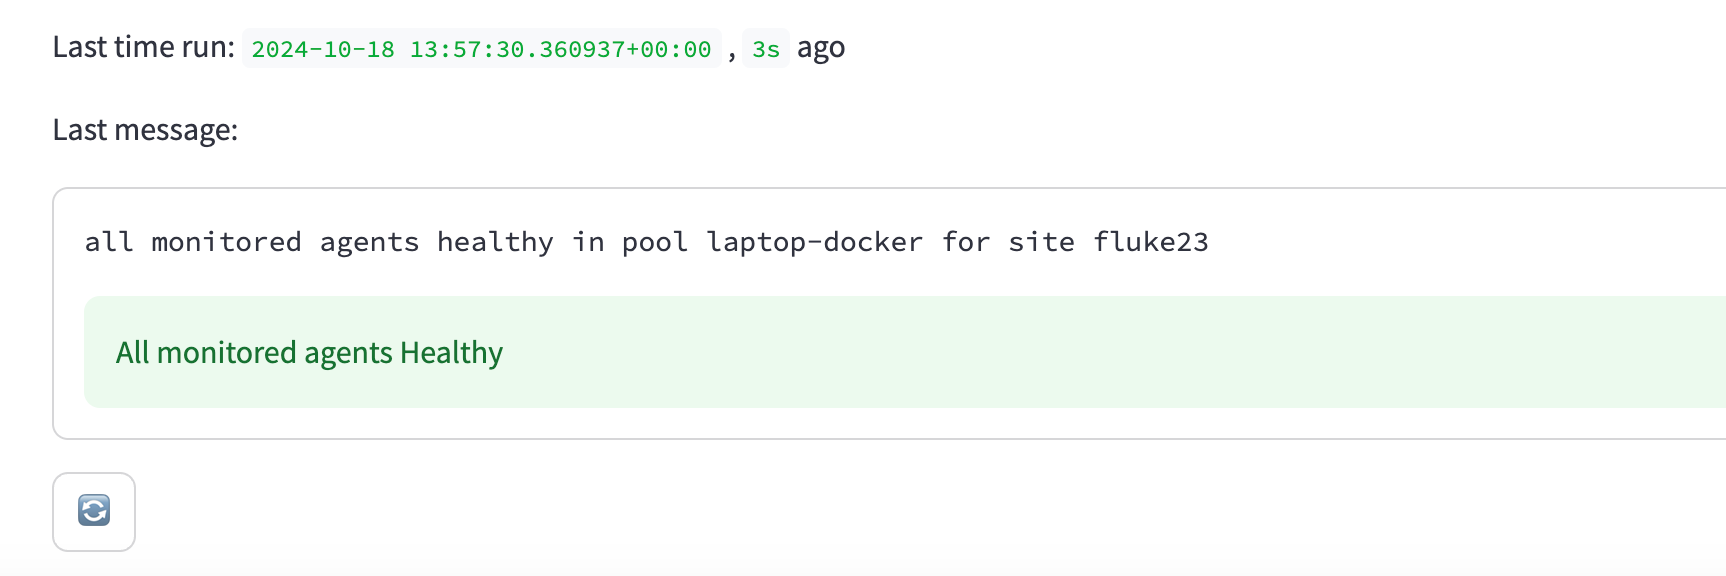 Last time run: 2024-10-18 13:57:30.360937+00:00 , 3s ago
Last message:
all monitored agents healthy in pool laptop-docker for site fluke23
All monitored agents Healthy